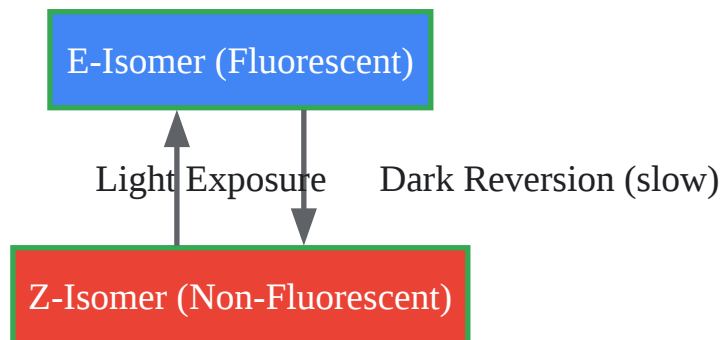 E-Isomer (Fluorescent)
Light Exposure
Dark Reversion (slow)
Z-Isomer (Non-Fluorescent)